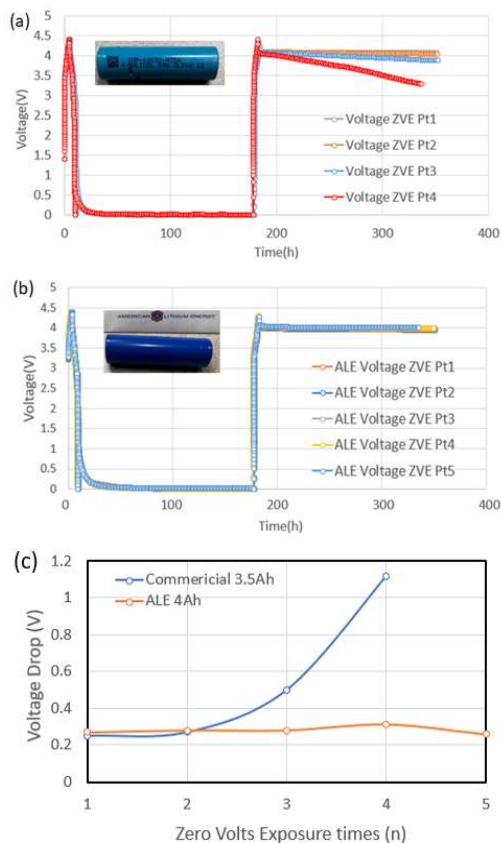 (a)
5
4.5
4
3.5
3
2.5
2
1.5
1
0.5
0
Voltage(V)
Voltage ZVE Pt1
Voltage ZVE Pt2
Voltage ZVE Pt3
Voltage ZVE Pt4
0 100 200 300 400
Time(h)
(b)
AMERICAN LITHIUM ENERGY
5
4.5
4
3.5
3
2.5
2
1.5
1
0.5
0
Voltage(V)
ALE Voltage ZVE Pt1
ALE Voltage ZVE Pt2
ALE Voltage ZVE Pt3
ALE Voltage ZVE Pt4
ALE Voltage ZVE Pt5
0 100 200 300 400
Time(h)
(c)
1.2
1
0.8
0.6
0.4
0.2
0
Voltage Drop (V)
Commericial 3.5Ah
ALE 4Ah
1 2 3 4 5
Zero Volts Exposure times (n)